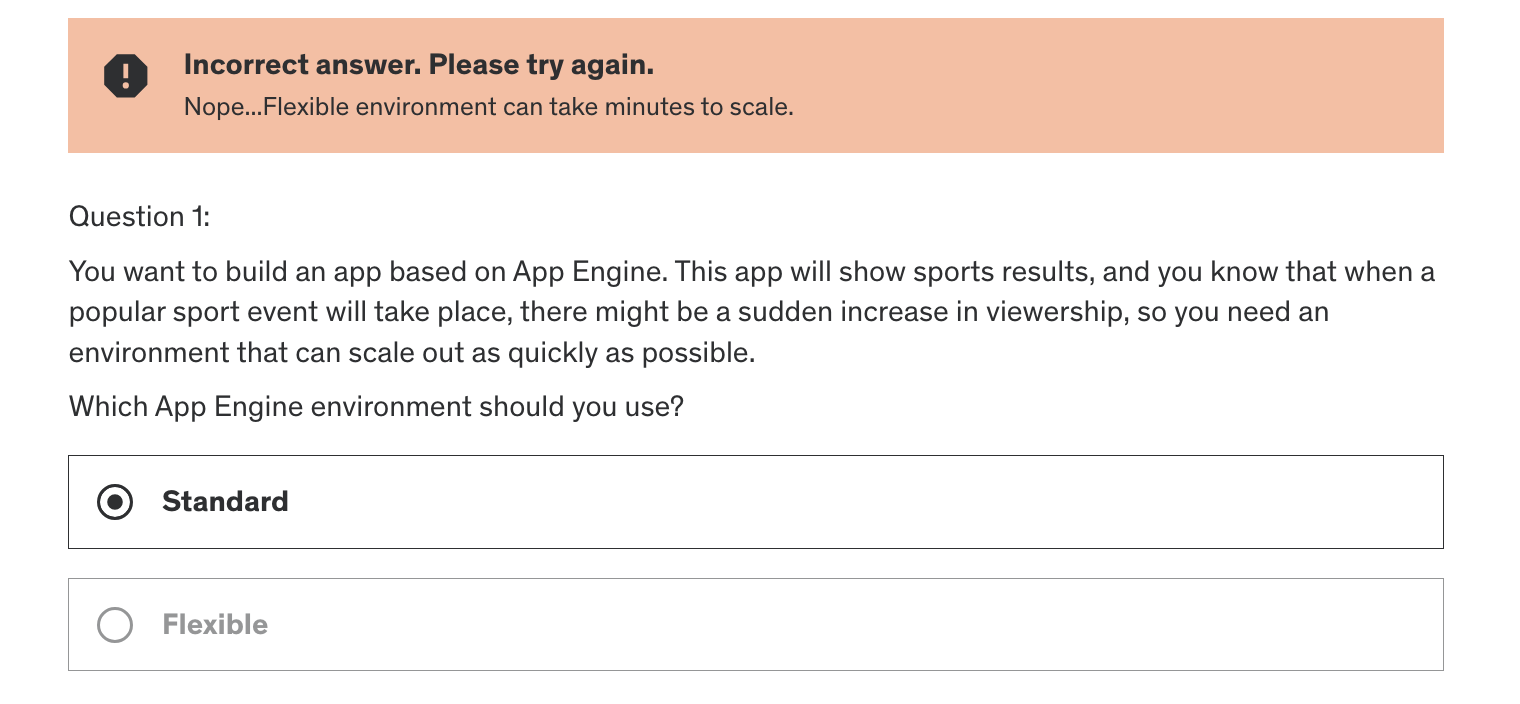 Incorrect answer. Please try again.
Nope...Flexible environment can take minutes to scale.
Question 1:
You want to build an app based on App Engine. This app will show sports results, and you know that when a
popular sport event will take place, there might be a sudden increase in viewership, so you need an
environment that can scale out as quickly as possible.
Which App Engine environment should you use?
Standard
Flexible